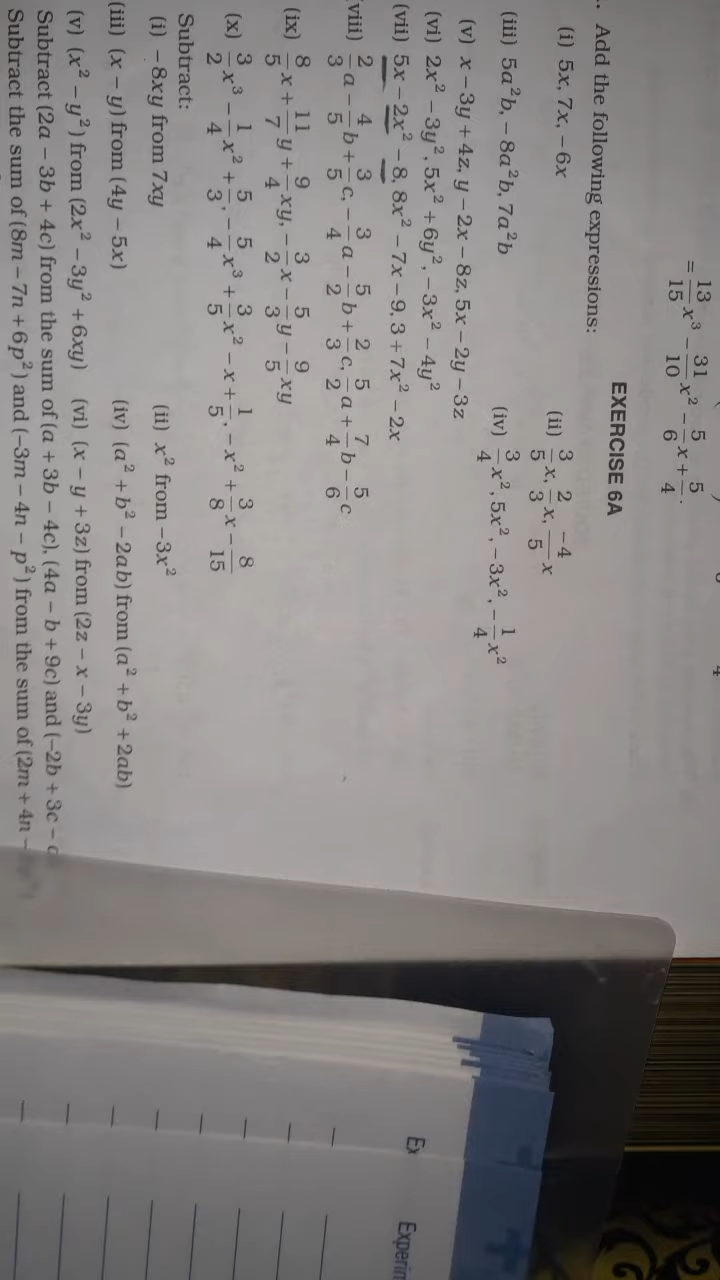 = 13/15 x³ − 31/10 x² − 5/6 x + 5/4.
EXERCISE 6A
. Add the following expressions:
(i) 5x, 7x, −6x (ii) 3/5 x, 2/3 x, −4/5 x
(iii) 5a²b, −8a²b, 7a²b (iv) 3/4 x², 5x², −3x², −1/4 x²
(v) x − 3y + 4z, y − 2x − 8z, 5x − 2y − 3z
(vi) 2x² − 3y², 5x² + 6y², −3x² − 4y²
(vii) 5x − 2x² − 8, 8x² − 7x − 9, 3 + 7x² − 2x
(viii) 2/3 a − 4/5 b + 3/5 c, −3/4 a − 5/2 b + 2/3 c, 5/2 a + 7/4 b − 5/6 c
(ix) 8/5 x + 11/7 y + 9/4 xy, −3/2 x − 5/3 y − 9/5 xy
(x) 3/2 x³ − 1/4 x² + 5/3, −5/4 x³ + 3/5 x² − x + 1/5, −x² + 3/8 x − 8/15
Subtract:
(i) −8xy from 7xy (ii) x² from −3x²
(iii) (x − y) from (4y − 5x) (iv) (a² + b² − 2ab) from (a² + b² + 2ab)
(v) (x² − y²) from (2x² − 3y² + 6xy) (vi) (x − y + 3z) from (2z − x − 3y)
Subtract (2a − 3b + 4c) from the sum of (a + 3b − 4c), (4a − b + 9c) and (−2b + 3c −
Subtract the sum of (8m − 7n + 6p²) and (−3m − 4n − p²) from the sum of (2m + 4n −
Ex
Experim